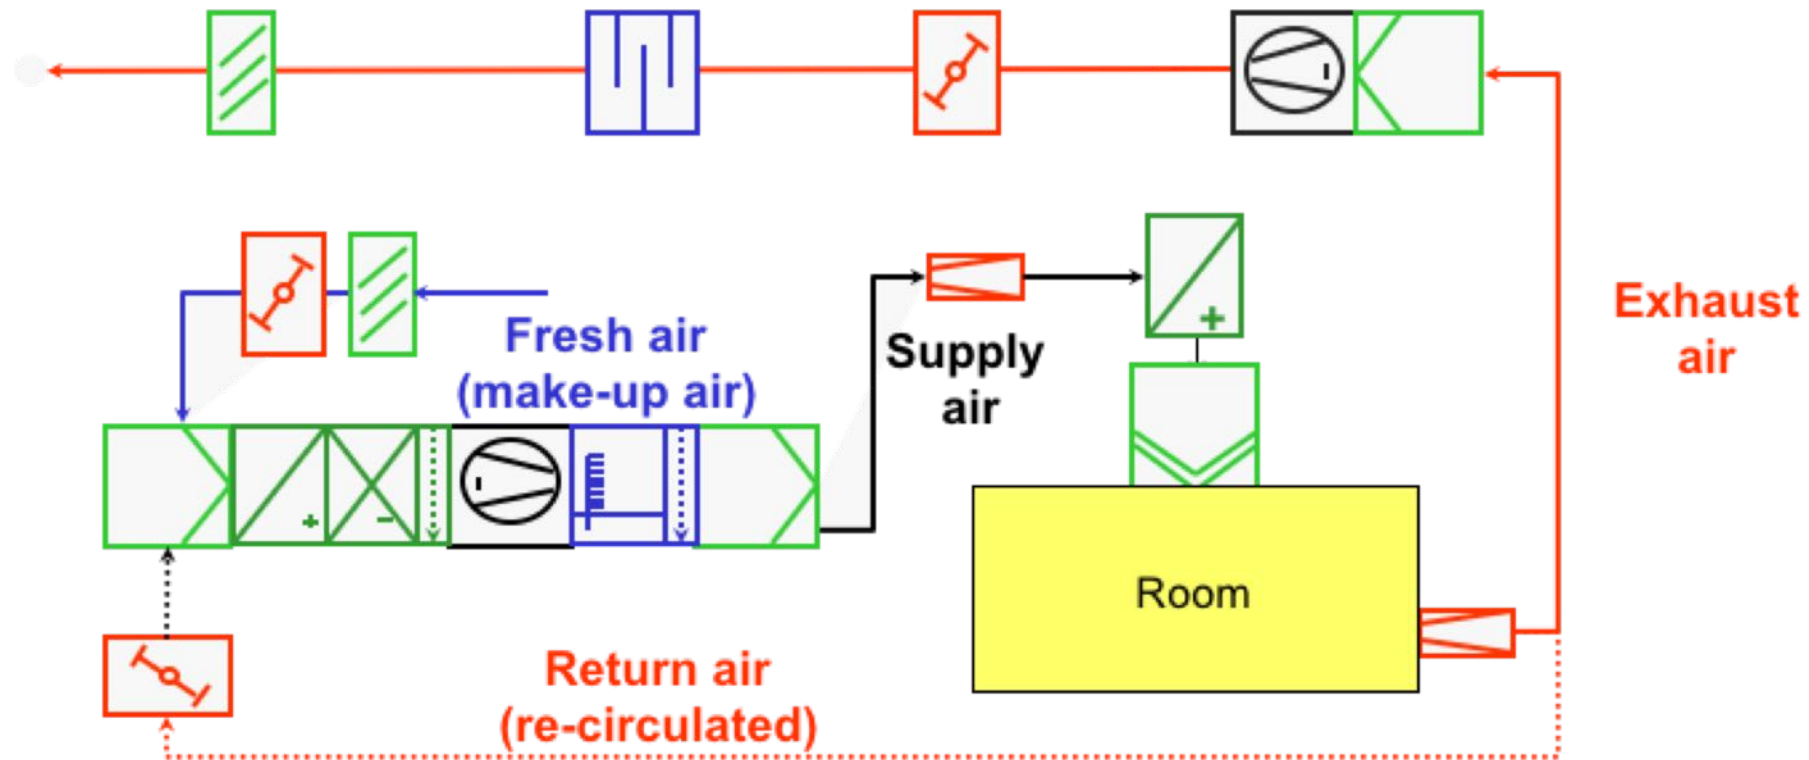 Fresh air
(make-up air)
Supply
air
Exhaust
air
+
−
+
Room
Return air
(re-circulated)